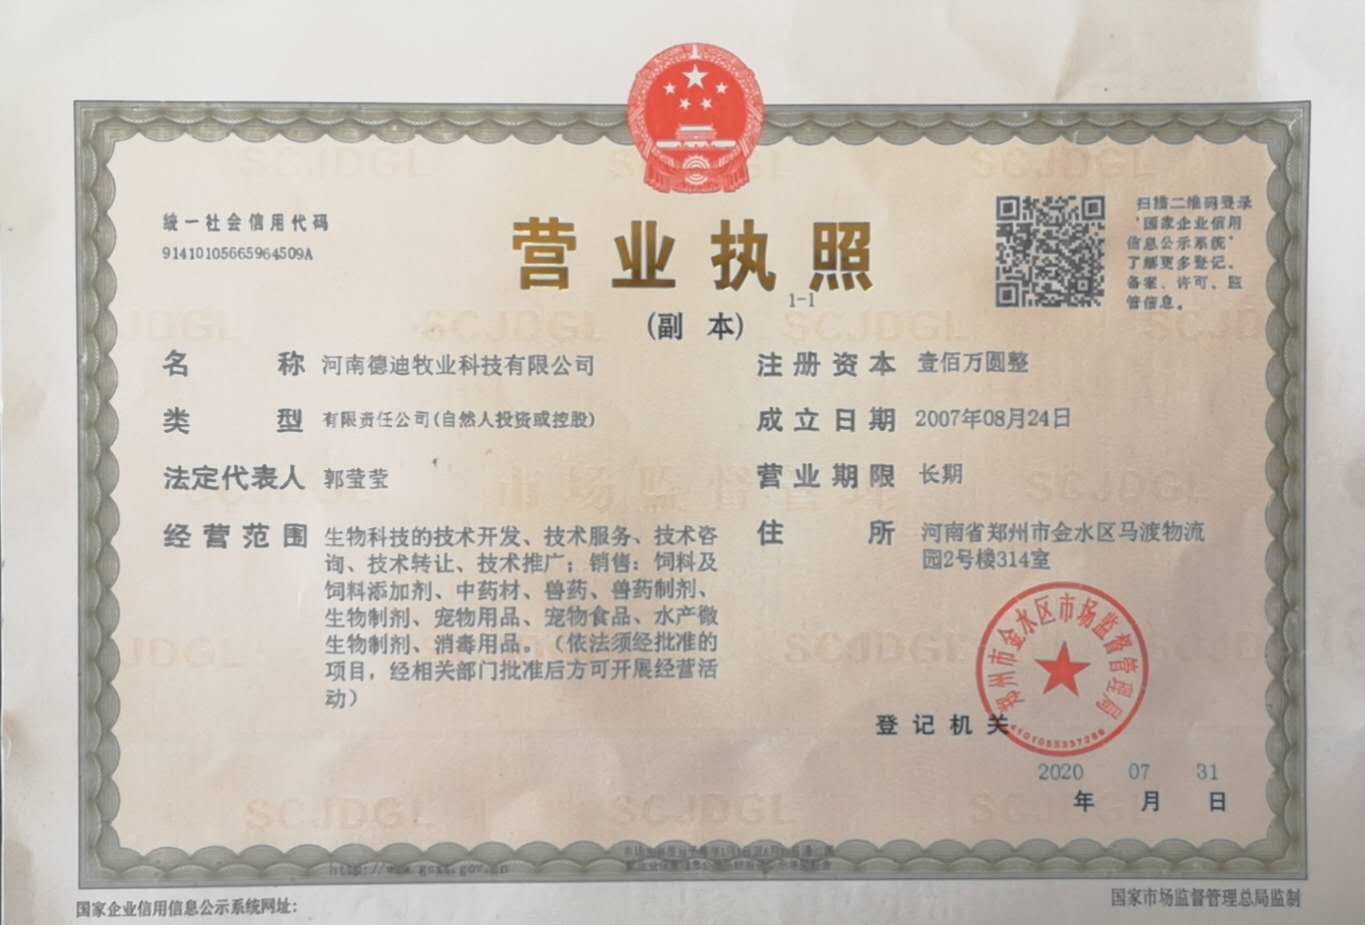 统一社会信用代码
91410105665964509A
营业执照
1-1
(副 本)
扫描二维码登录
“国家企业信用
信息公示系统”
了解更多登记、
备案、许可、监
管信息。
名称 河南德迪牧业科技有限公司
类型 有限责任公司(自然人投资或控股)
法定代表人 郭莹莹
经营范围 生物科技的技术开发、技术服务、技术咨
询、技术转让、技术推广；销售：饲料及
饲料添加剂、中药材、兽药、兽药制剂、
生物制剂、宠物用品、宠物食品、水产微
生物制剂、消毒用品。（依法须经批准的
项目，经相关部门批准后方可开展经营活
动）
注册资本 壹佰万圆整
成立日期 2007年08月24日
营业期限 长期
住所 河南省郑州市金水区马渡物流
园2号楼314室
郑州市金水区市场监督管理局
登记机关
2020 07 31
年 月 日
SCJDGL
市场监督管理
http://www.gsxt.gov.cn
国家企业信用信息公示系统网址：
国家市场监督管理总局监制